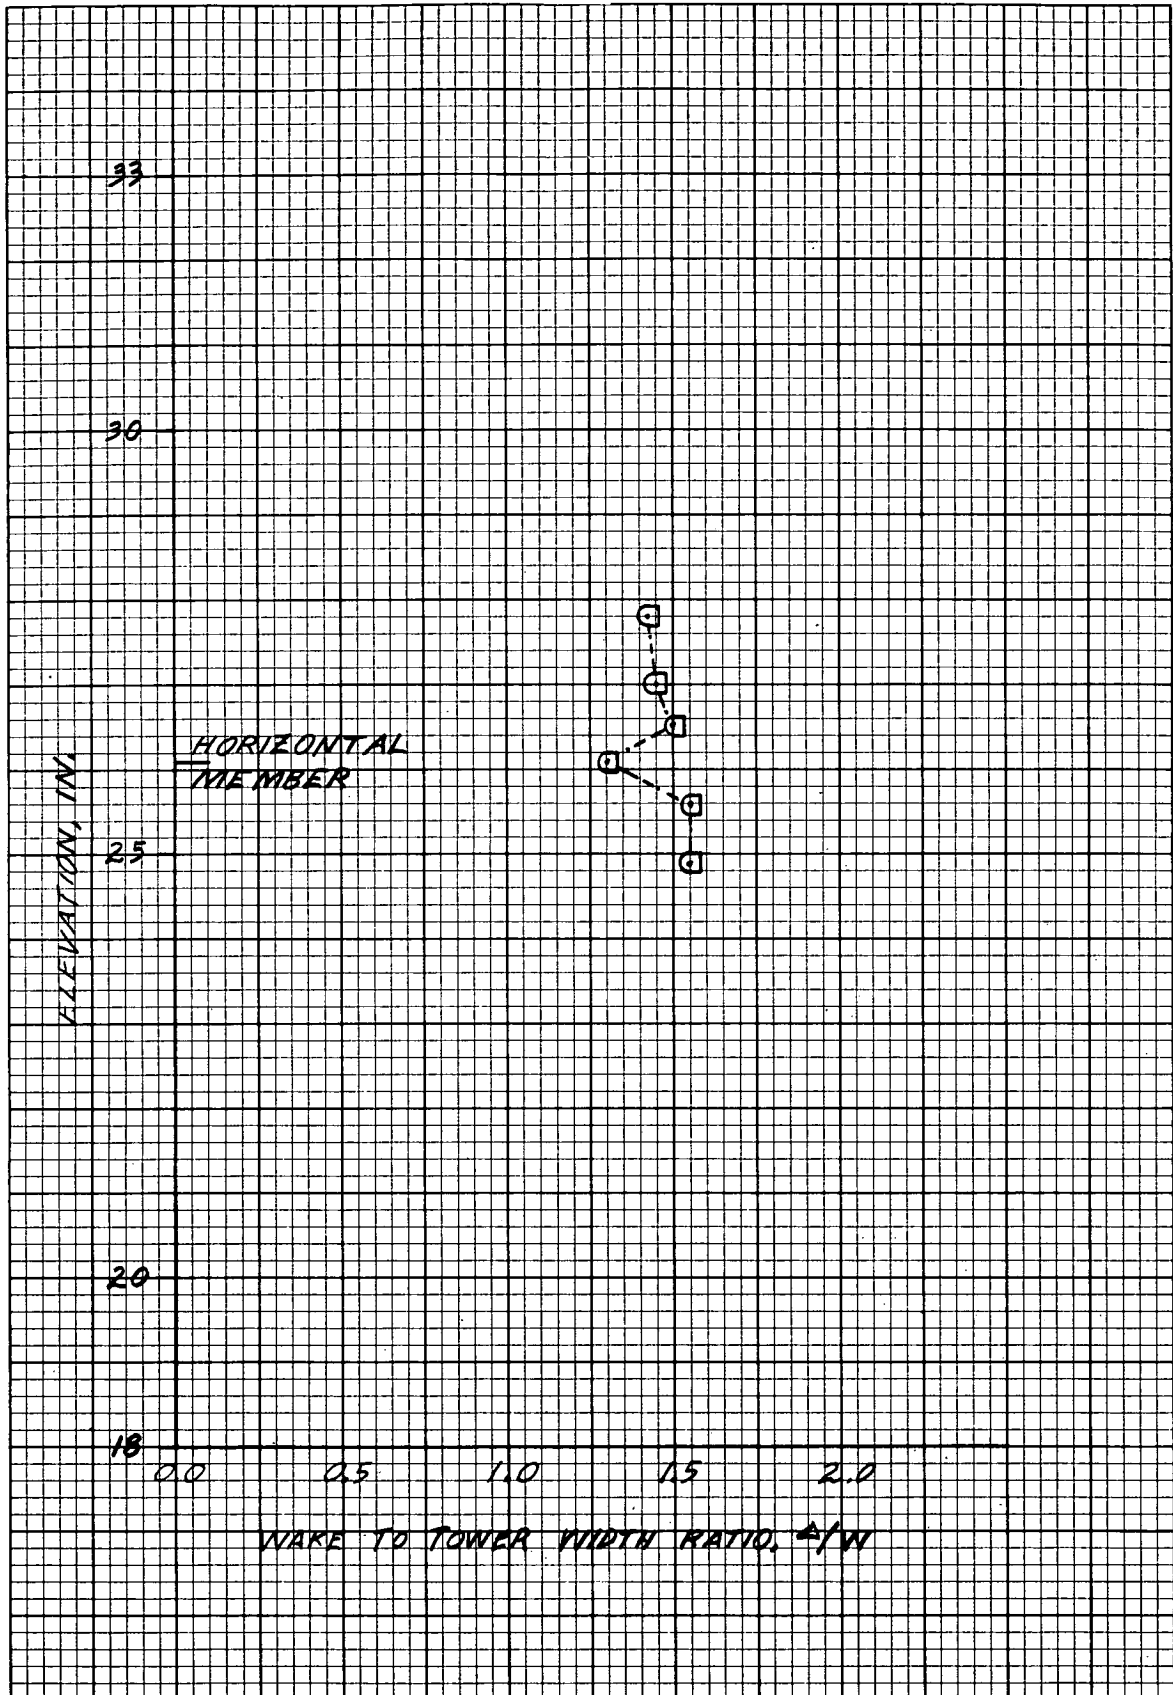 33
30
HORIZONTAL
MEMBER
ELEVATION, IN.
25
20
18
0.0 0.5 1.0 1.5 2.0
WAKE TO TOWER WIDTH RATIO, Δ/W